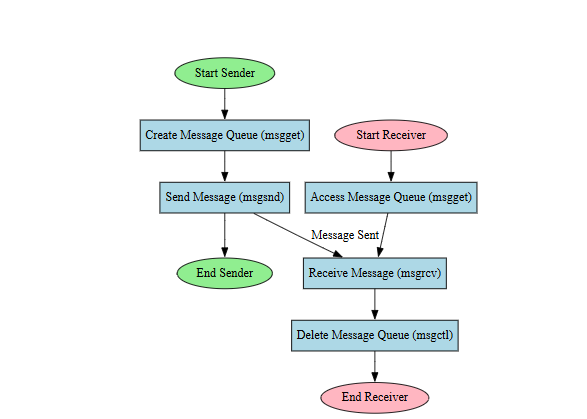 Start Sender
Create Message Queue (msgget)
Start Receiver
Send Message (msgsnd)
Access Message Queue (msgget)
Message Sent
End Sender
Receive Message (msgrcv)
Delete Message Queue (msgctl)
End Receiver